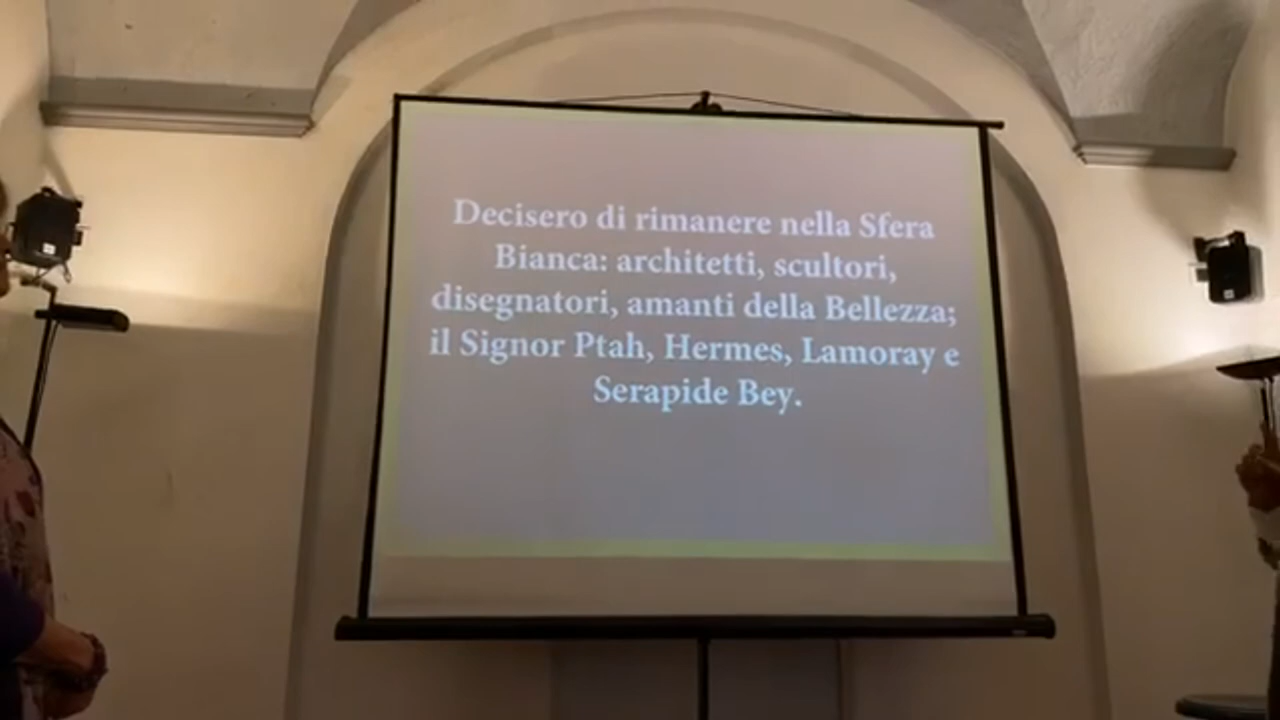 Decisero di rimanere nella Sfera
Bianca: architetti, scultori,
disegnatori, amanti della Bellezza;
il Signor Ptah, Hermes, Lamoray e
Serapide Bey.